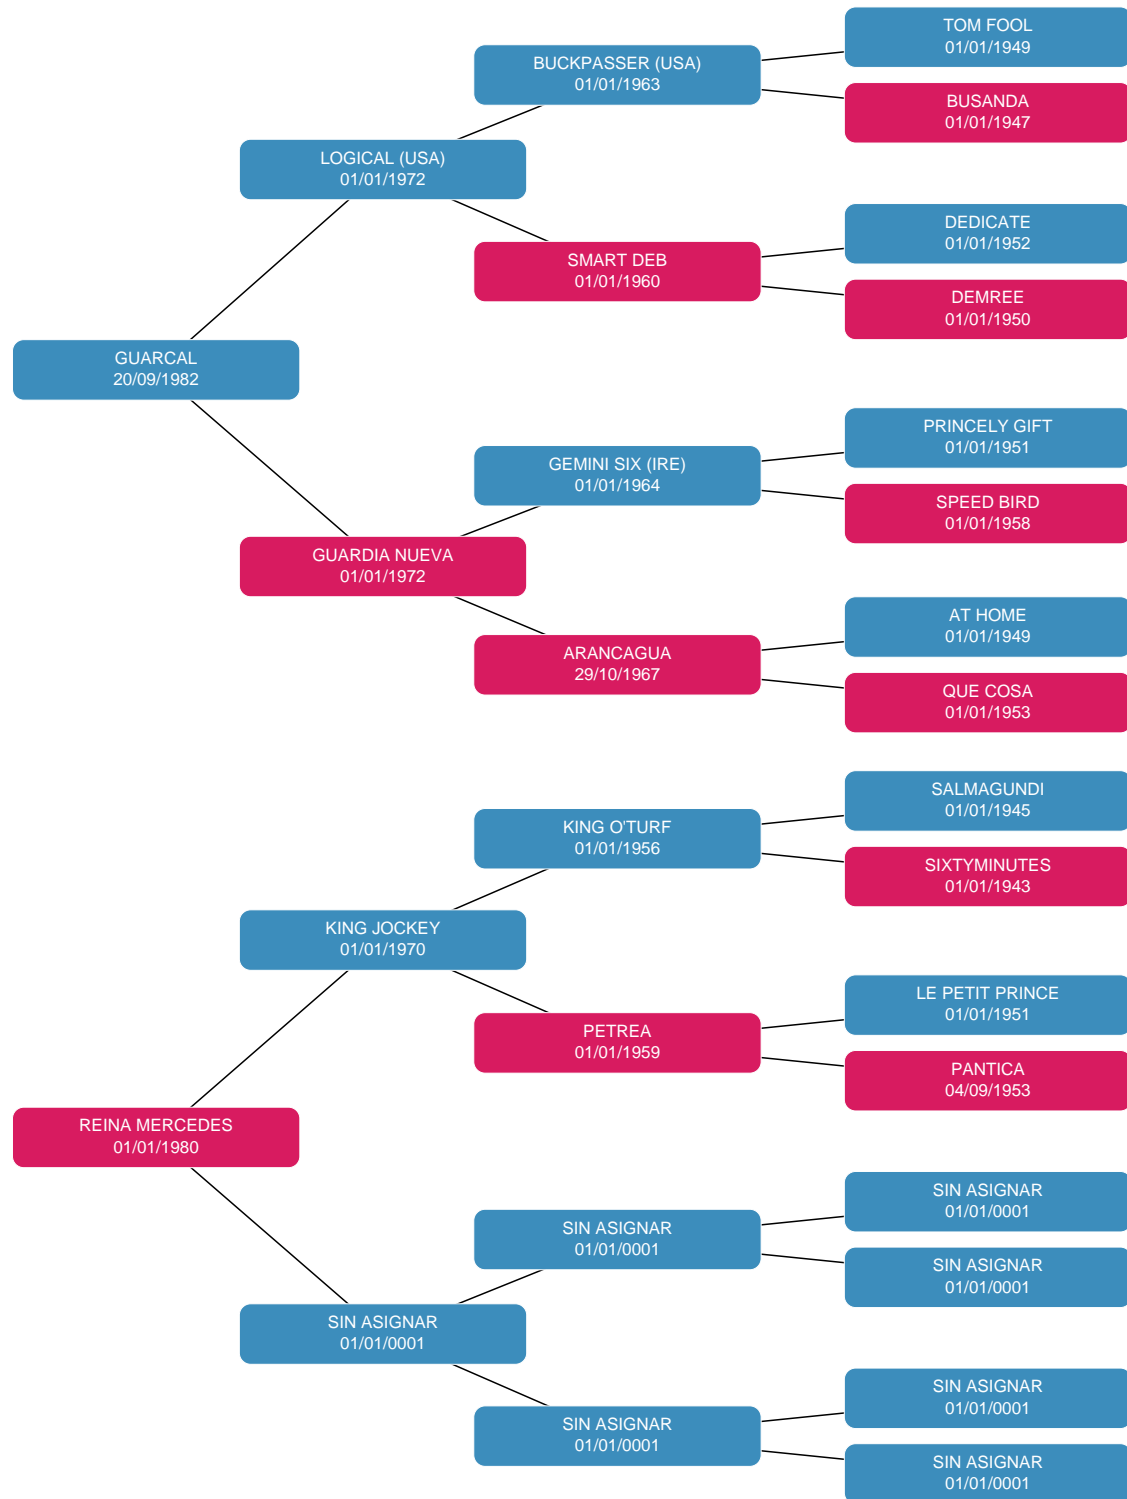 TOM FOOL
01/01/1949
BUCKPASSER (USA)
01/01/1963
BUSANDA
01/01/1947
LOGICAL (USA)
01/01/1972
DEDICATE
01/01/1952
SMART DEB
01/01/1960
DEMREE
01/01/1950
GUARCAL
20/09/1982
PRINCELY GIFT
01/01/1951
GEMINI SIX (IRE)
01/01/1964
SPEED BIRD
01/01/1958
GUARDIA NUEVA
01/01/1972
AT HOME
01/01/1949
ARANCAGUA
29/10/1967
QUE COSA
01/01/1953
SALMAGUNDI
01/01/1945
KING O'TURF
01/01/1956
SIXTYMINUTES
01/01/1943
KING JOCKEY
01/01/1970
LE PETIT PRINCE
01/01/1951
PETREA
01/01/1959
PANTICA
04/09/1953
REINA MERCEDES
01/01/1980
SIN ASIGNAR
01/01/0001
SIN ASIGNAR
01/01/0001
SIN ASIGNAR
01/01/0001
SIN ASIGNAR
01/01/0001
SIN ASIGNAR
01/01/0001
SIN ASIGNAR
01/01/0001
SIN ASIGNAR
01/01/0001